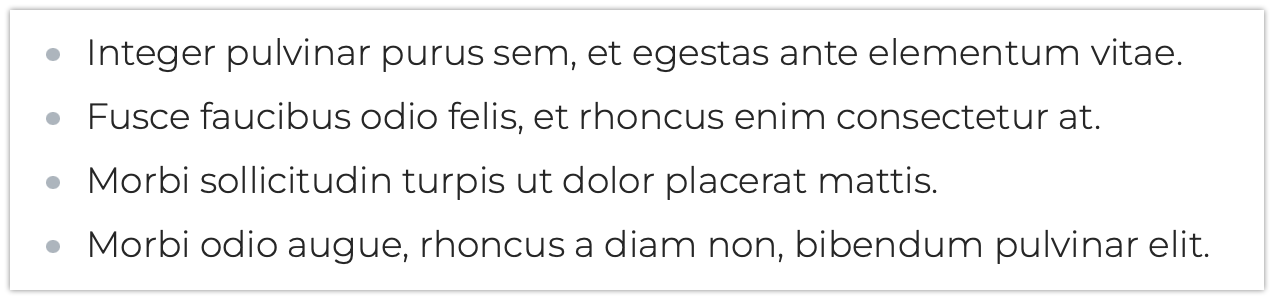 • Integer pulvinar purus sem, et egestas ante elementum vitae.
• Fusce faucibus odio felis, et rhoncus enim consectetur at.
• Morbi sollicitudin turpis ut dolor placerat mattis.
• Morbi odio augue, rhoncus a diam non, bibendum pulvinar elit.